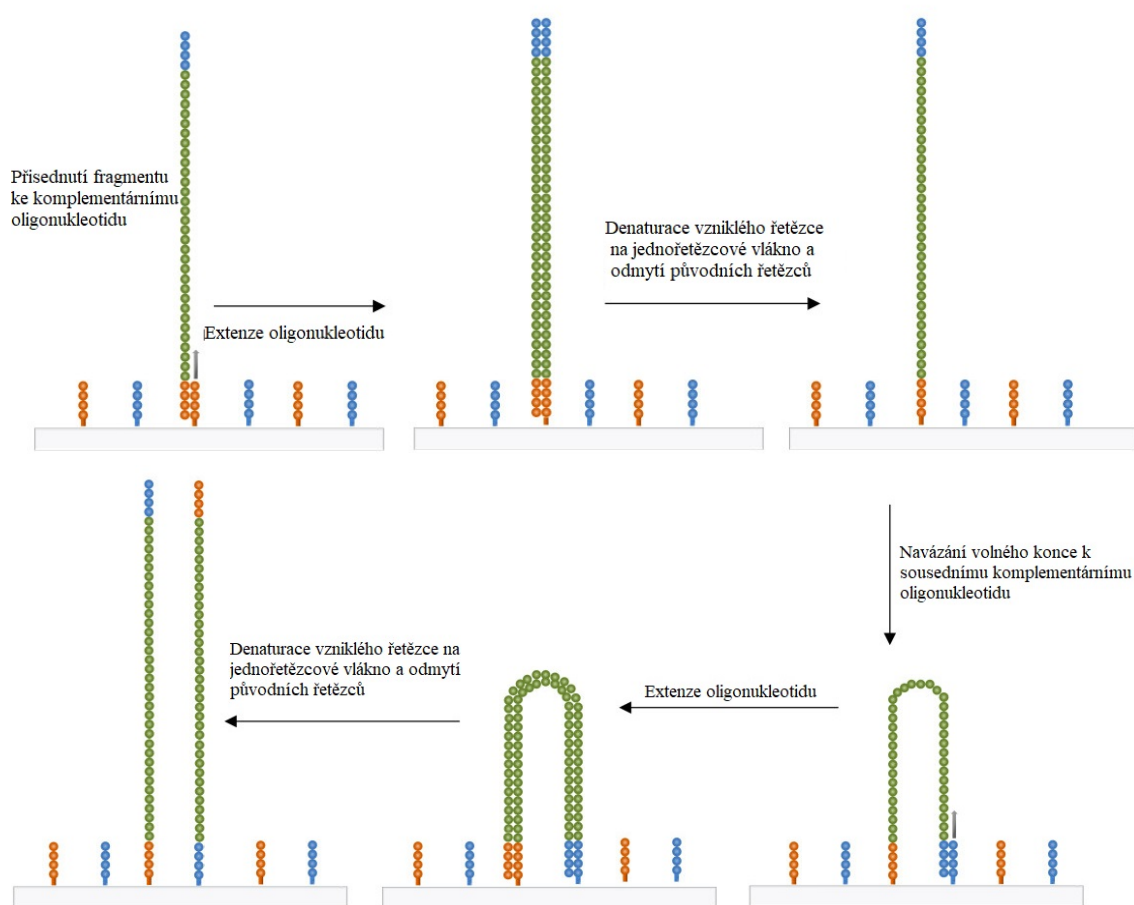 Přisednutí fragmentu
ke komplementárnímu
oligonukleotidu
Extenze oligonukleotidu
Denaturace vzniklého řetězce
na jednořetězcové vlákno a
odmytí původních řetězců
Navázání volného konce k
sousednímu komplementárnímu
oligonukleotidu
Extenze oligonukleotidu
Denaturace vzniklého řetězce na
jednořetězcové vlákno a odmytí
původních řetězců